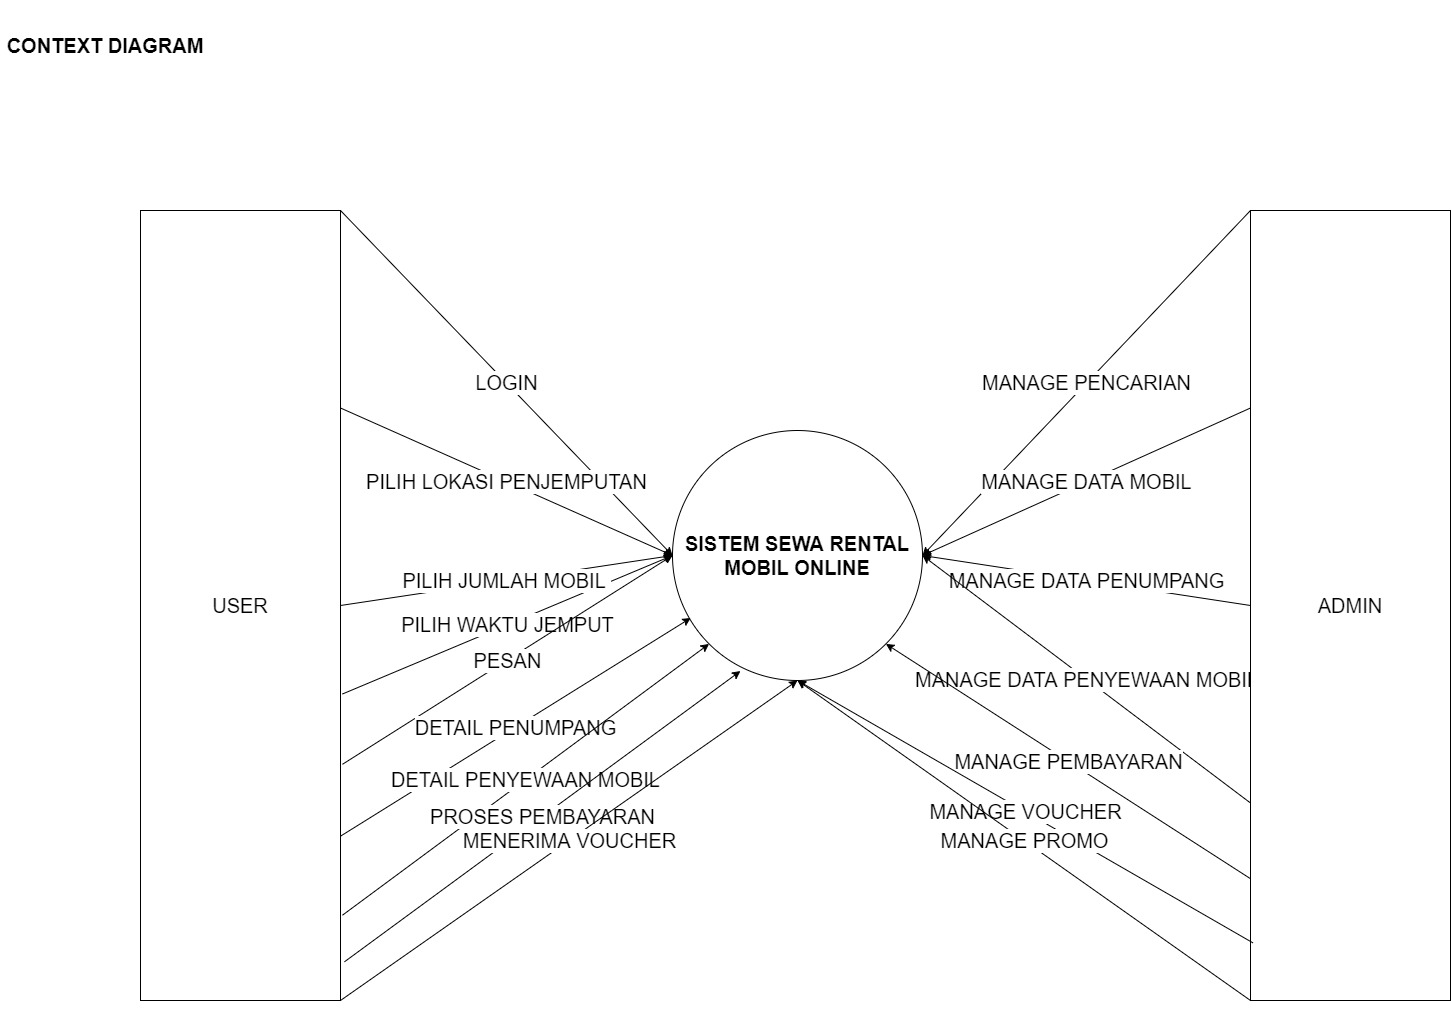 CONTEXT DIAGRAM
LOGIN
MANAGE PENCARIAN
PILIH LOKASI PENJEMPUTAN
MANAGE DATA MOBIL
SISTEM SEWA RENTAL
MOBIL ONLINE
PILIH JUMLAH MOBIL
MANAGE DATA PENUMPANG
USER
ADMIN
PILIH WAKTU JEMPUT
PESAN
MANAGE DATA PENYEWAAN MOBIL
DETAIL PENUMPANG
MANAGE PEMBAYARAN
DETAIL PENYEWAAN MOBIL
PROSES PEMBAYARAN
MANAGE VOUCHER
MENERIMA VOUCHER
MANAGE PROMO